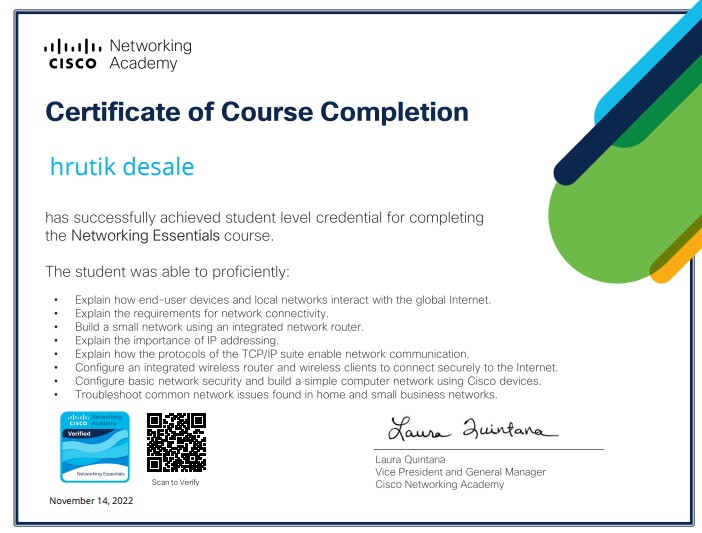 Networking
CISCO Academy
Certificate of Course Completion
hrutik desale
has successfully achieved student level credential for completing
the Networking Essentials course.
The student was able to proficiently:
• Explain how end-user devices and local networks interact with the global Internet.
• Explain the requirements for network connectivity.
• Build a small network using an integrated network router.
• Explain the importance of IP addressing.
• Explain how the protocols of the TCP/IP suite enable network communication.
• Configure an integrated wireless router and wireless clients to connect securely to the Internet.
• Configure basic network security and build a simple computer network using Cisco devices.
• Troubleshoot common network issues found in home and small business networks.
Networking
CISCO Academy
Verified
Networking Essentials
Scan to Verify
Laura Quintana
Laura Quintana
Vice President and General Manager
Cisco Networking Academy
November 14, 2022